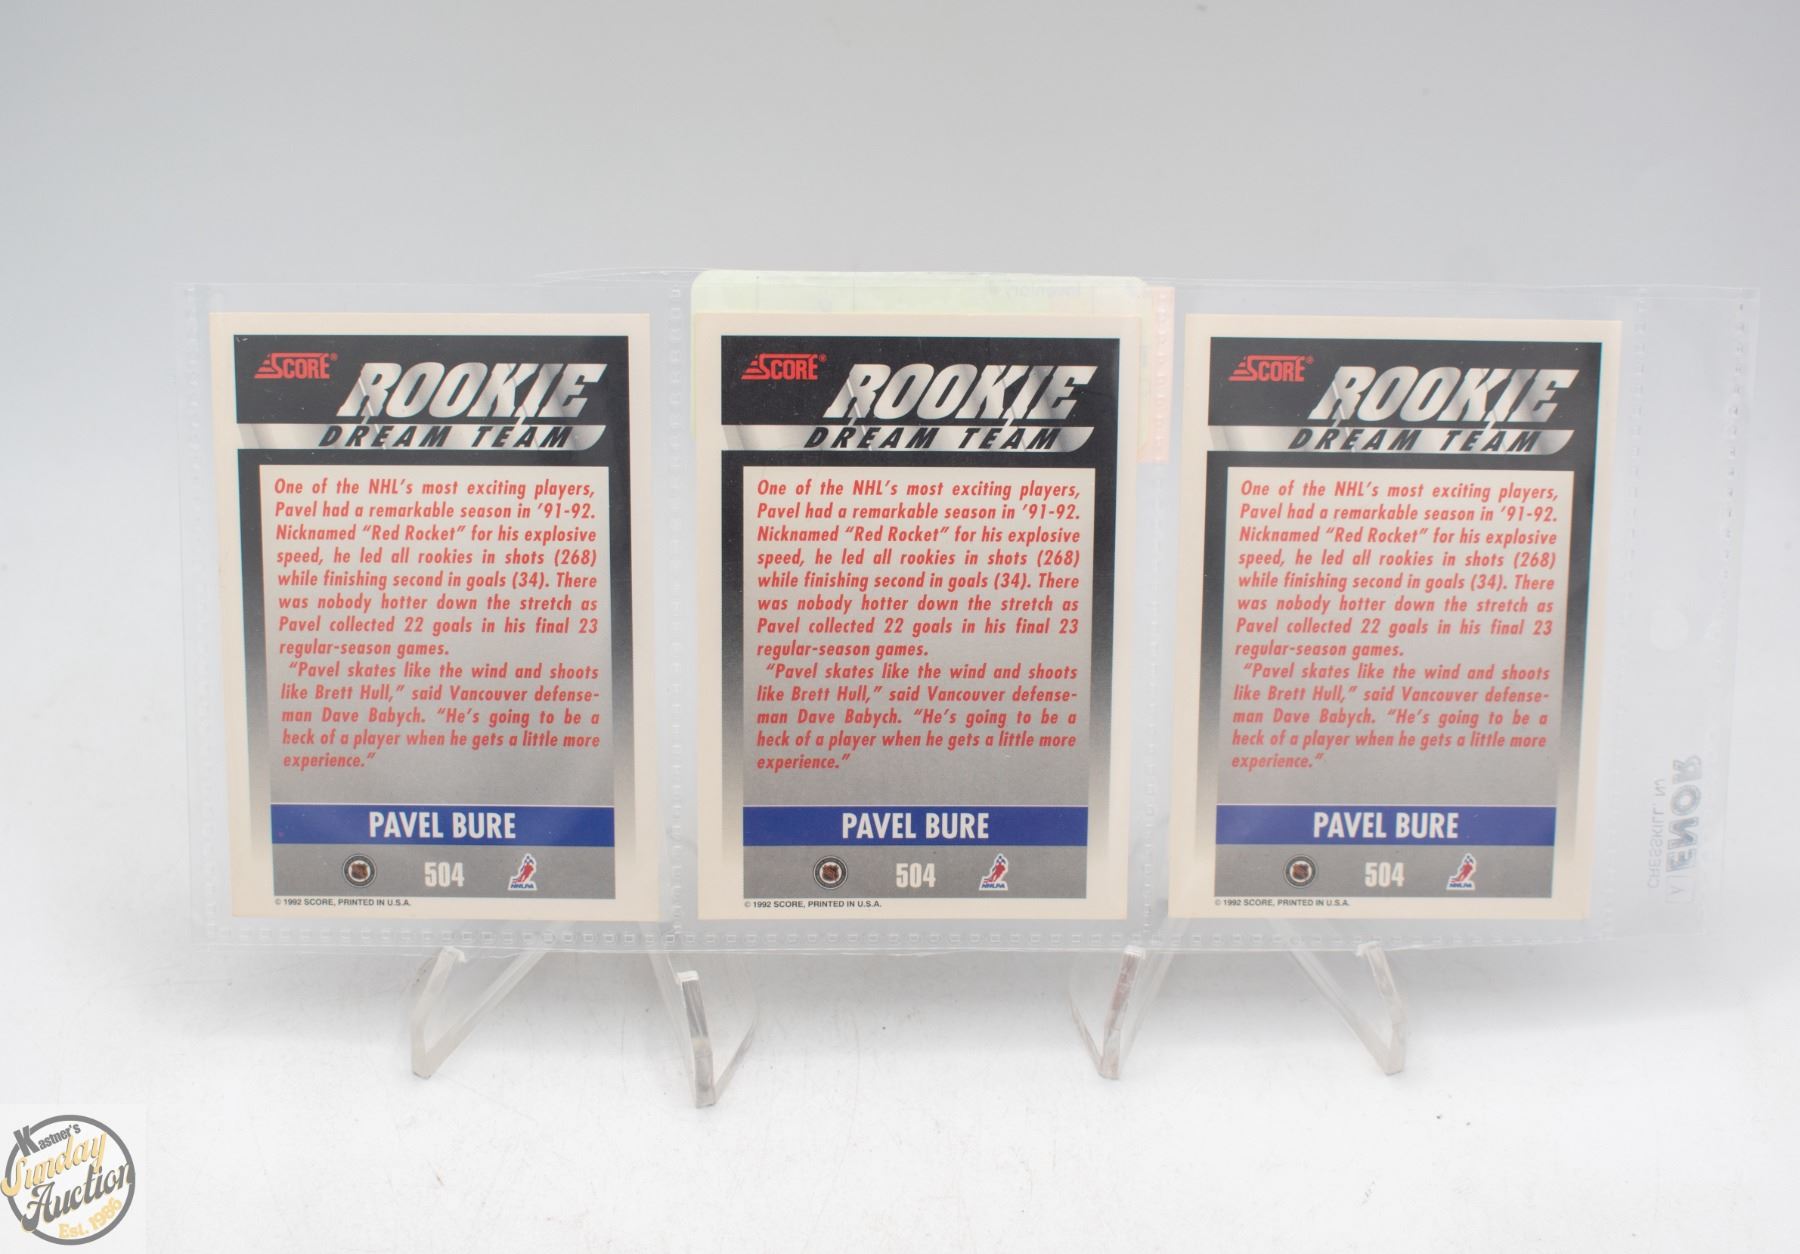 SCORE®
ROOKIE
DREAM TEAM
One of the NHL's most exciting players,
Pavel had a remarkable season in '91-92.
Nicknamed "Red Rocket" for his explosive
speed, he led all rookies in shots (268)
while finishing second in goals (34). There
was nobody hotter down the stretch as
Pavel collected 22 goals in his final 23
regular-season games.
"Pavel skates like the wind and shoots
like Brett Hull," said Vancouver defense-
man Dave Babych. "He's going to be a
heck of a player when he gets a little more
experience."
PAVEL BURE
504
NHLPA
© 1992 SCORE, PRINTED IN U.S.A.
SCORE®
ROOKIE
DREAM TEAM
One of the NHL's most exciting players,
Pavel had a remarkable season in '91-92.
Nicknamed "Red Rocket" for his explosive
speed, he led all rookies in shots (268)
while finishing second in goals (34). There
was nobody hotter down the stretch as
Pavel collected 22 goals in his final 23
regular-season games.
"Pavel skates like the wind and shoots
like Brett Hull," said Vancouver defense-
man Dave Babych. "He's going to be a
heck of a player when he gets a little more
experience."
PAVEL BURE
504
NHLPA
© 1992 SCORE, PRINTED IN U.S.A.
SCORE®
ROOKIE
DREAM TEAM
One of the NHL's most exciting players,
Pavel had a remarkable season in '91-92.
Nicknamed "Red Rocket" for his explosive
speed, he led all rookies in shots (268)
while finishing second in goals (34). There
was nobody hotter down the stretch as
Pavel collected 22 goals in his final 23
regular-season games.
"Pavel skates like the wind and shoots
like Brett Hull," said Vancouver defense-
man Dave Babych. "He's going to be a
heck of a player when he gets a little more
experience."
PAVEL BURE
504
NHLPA
© 1992 SCORE, PRINTED IN U.S.A.
ENOR
CRESSKILL, NJ
Kastner's
Sunday
Auction
Est. 1986